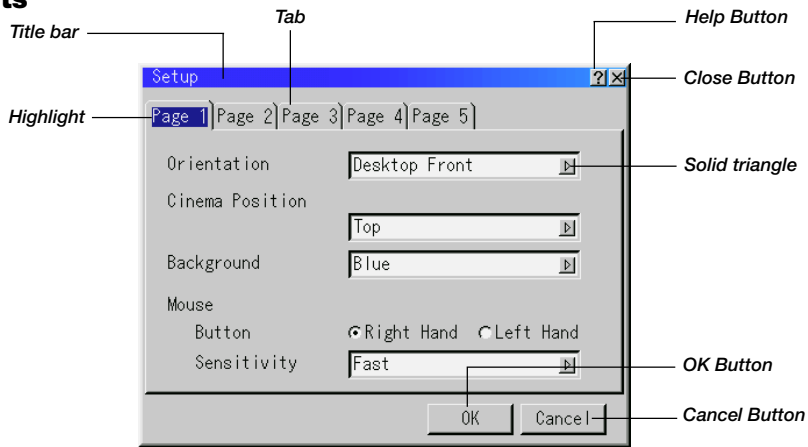 ts
Title bar
Tab
Help Button
Setup
?
×
Close Button
Highlight
Page 1 Page 2 Page 3 Page 4 Page 5
Orientation
Desktop Front
Solid triangle
Cinema Position
Top
Background
Blue
Mouse
Button
Right Hand
Left Hand
Sensitivity
Fast
OK Button
OK
Cancel
Cancel Button